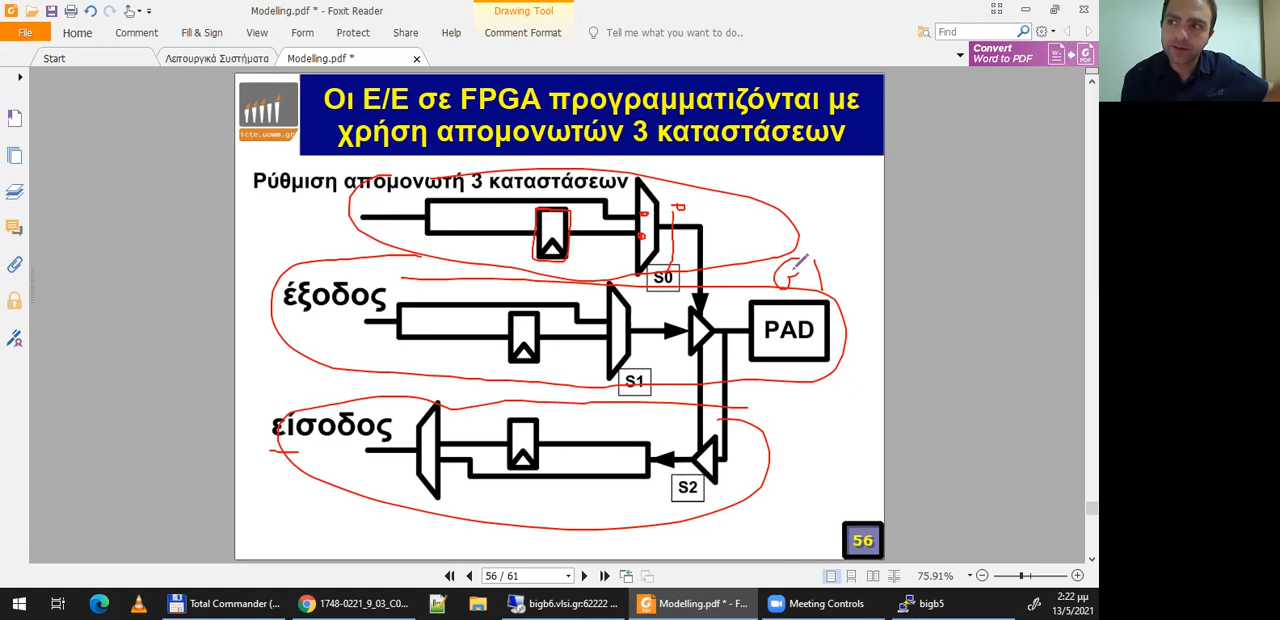 Modelling.pdf * - Foxit Reader
Drawing Tool
File
Home
Comment
Fill & Sign
View
Form
Protect
Share
Help
Comment Format
Tell me what you want to do..
Find
Start
Λειτουργικά Συστήματα
Modelling.pdf *
Convert
Word to PDF
icte.uowm.gr
Οι Ε/Ε σε FPGA προγραμματιζόνται με
χρήση απομονωτών 3 καταστάσεων
Ρύθμιση απομονωτή 3 καταστάσεων
S0
έξοδος
PAD
S1
είσοδος
S2
56
56 / 61
75.91%
Total Commander (...
1748-0221_9_03_C0...
bigb6.vlsi.gr:62222 ...
Modelling.pdf * - F...
Meeting Controls
bigb5
2:22 μμ
13/5/2021